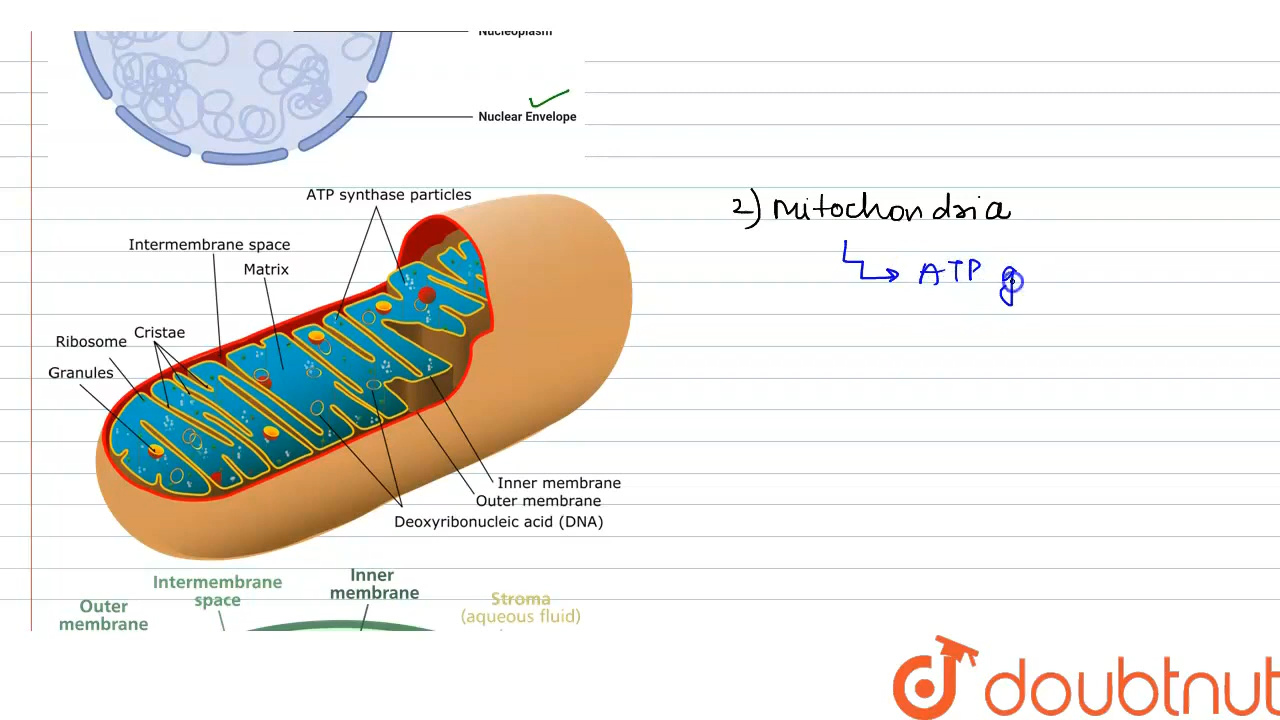 Nucleoplasm
Nuclear Envelope
ATP synthase particles
Intermembrane space
Matrix
Cristae
Ribosome
Granules
Inner membrane
Outer membrane
Deoxyribonucleic acid (DNA)
2) Mitochondria
ATP g
Intermembrane
space
Inner
membrane
Outer
membrane
Stroma
(aqueous fluid)
doubtnut